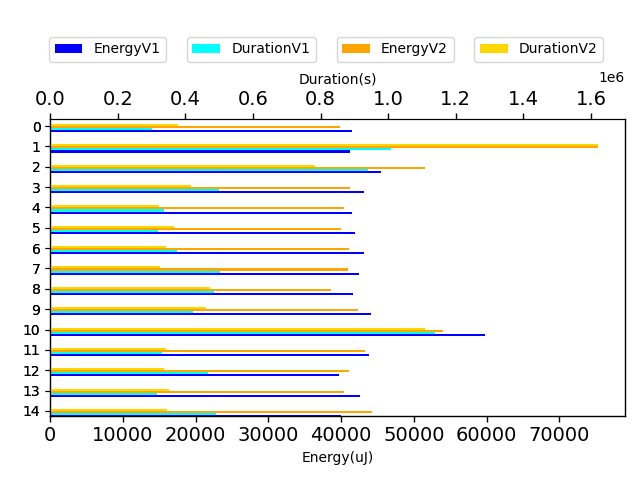 EnergyV1 DurationV1 EnergyV2 DurationV2
Duration(s)
1e6
0.0 0.2 0.4 0.6 0.8 1.0 1.2 1.4 1.6
0
1
2
3
4
5
6
7
8
9
10
11
12
13
14
0 10000 20000 30000 40000 50000 60000 70000
Energy(uJ)